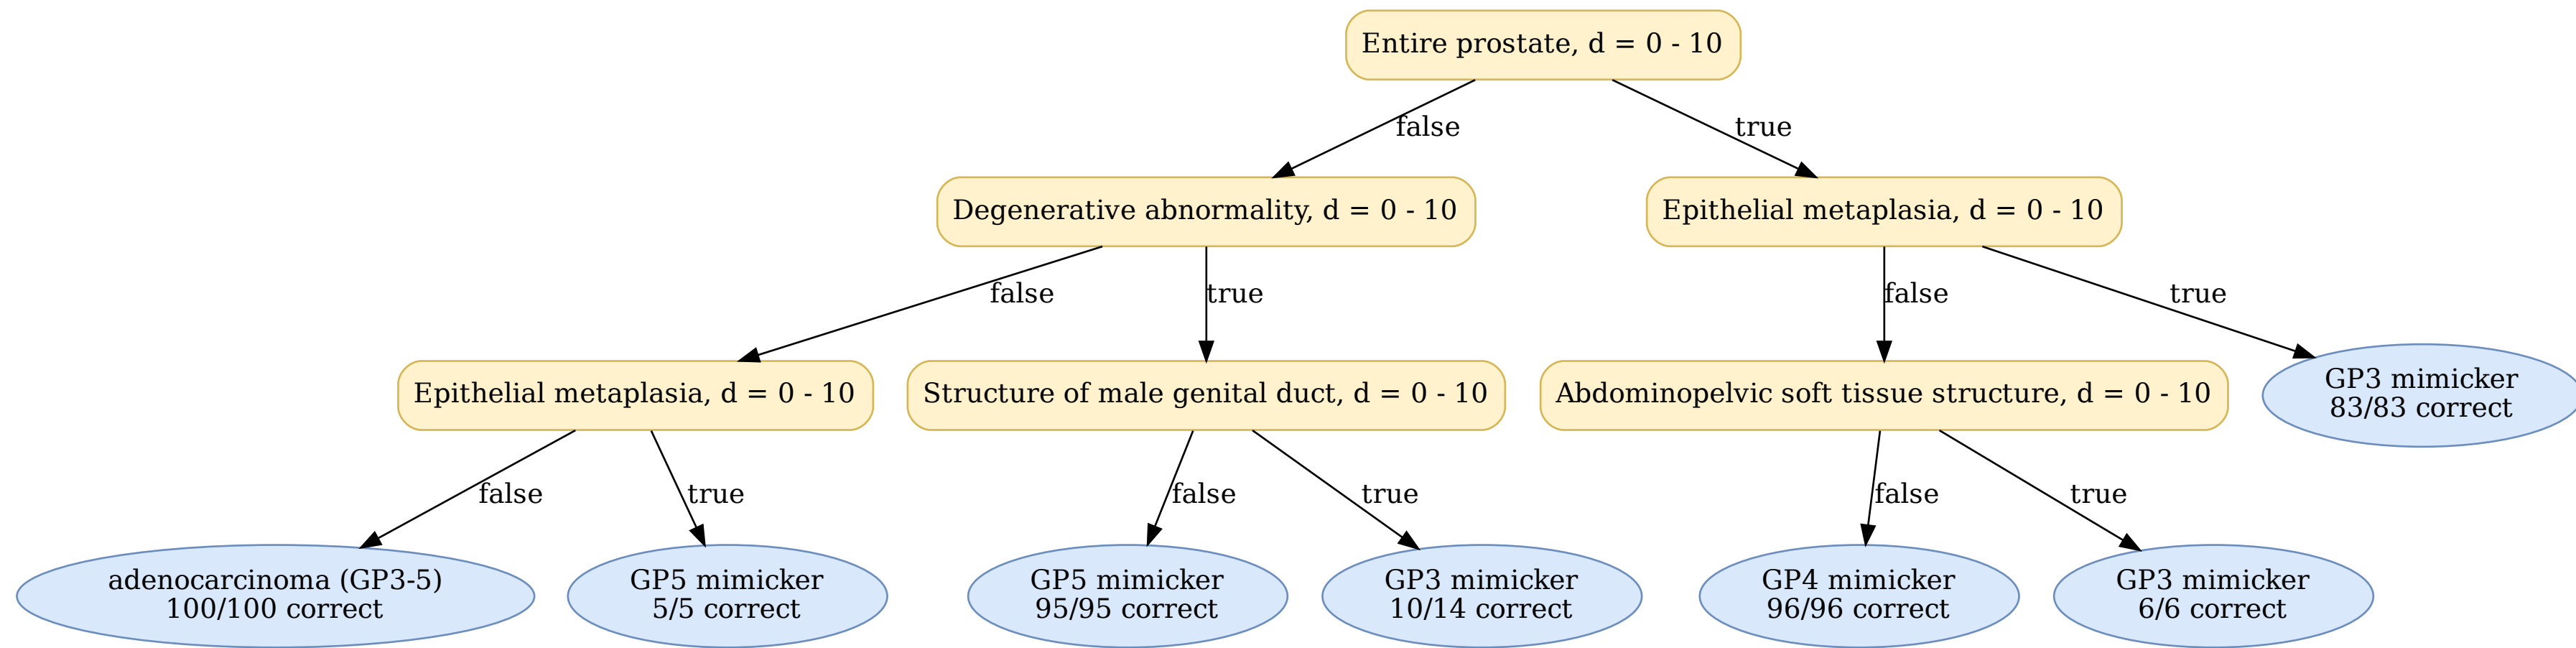 Entire prostate, d = 0 - 10
false
true
Degenerative abnormality, d = 0 - 10
Epithelial metaplasia, d = 0 - 10
false
true
false
true
Epithelial metaplasia, d = 0 - 10
Structure of male genital duct, d = 0 - 10
Abdominopelvic soft tissue structure, d = 0 - 10
GP3 mimicker
83/83 correct
false
true
false
true
false
true
adenocarcinoma (GP3-5)
100/100 correct
GP5 mimicker
5/5 correct
GP5 mimicker
95/95 correct
GP3 mimicker
10/14 correct
GP4 mimicker
96/96 correct
GP3 mimicker
6/6 correct